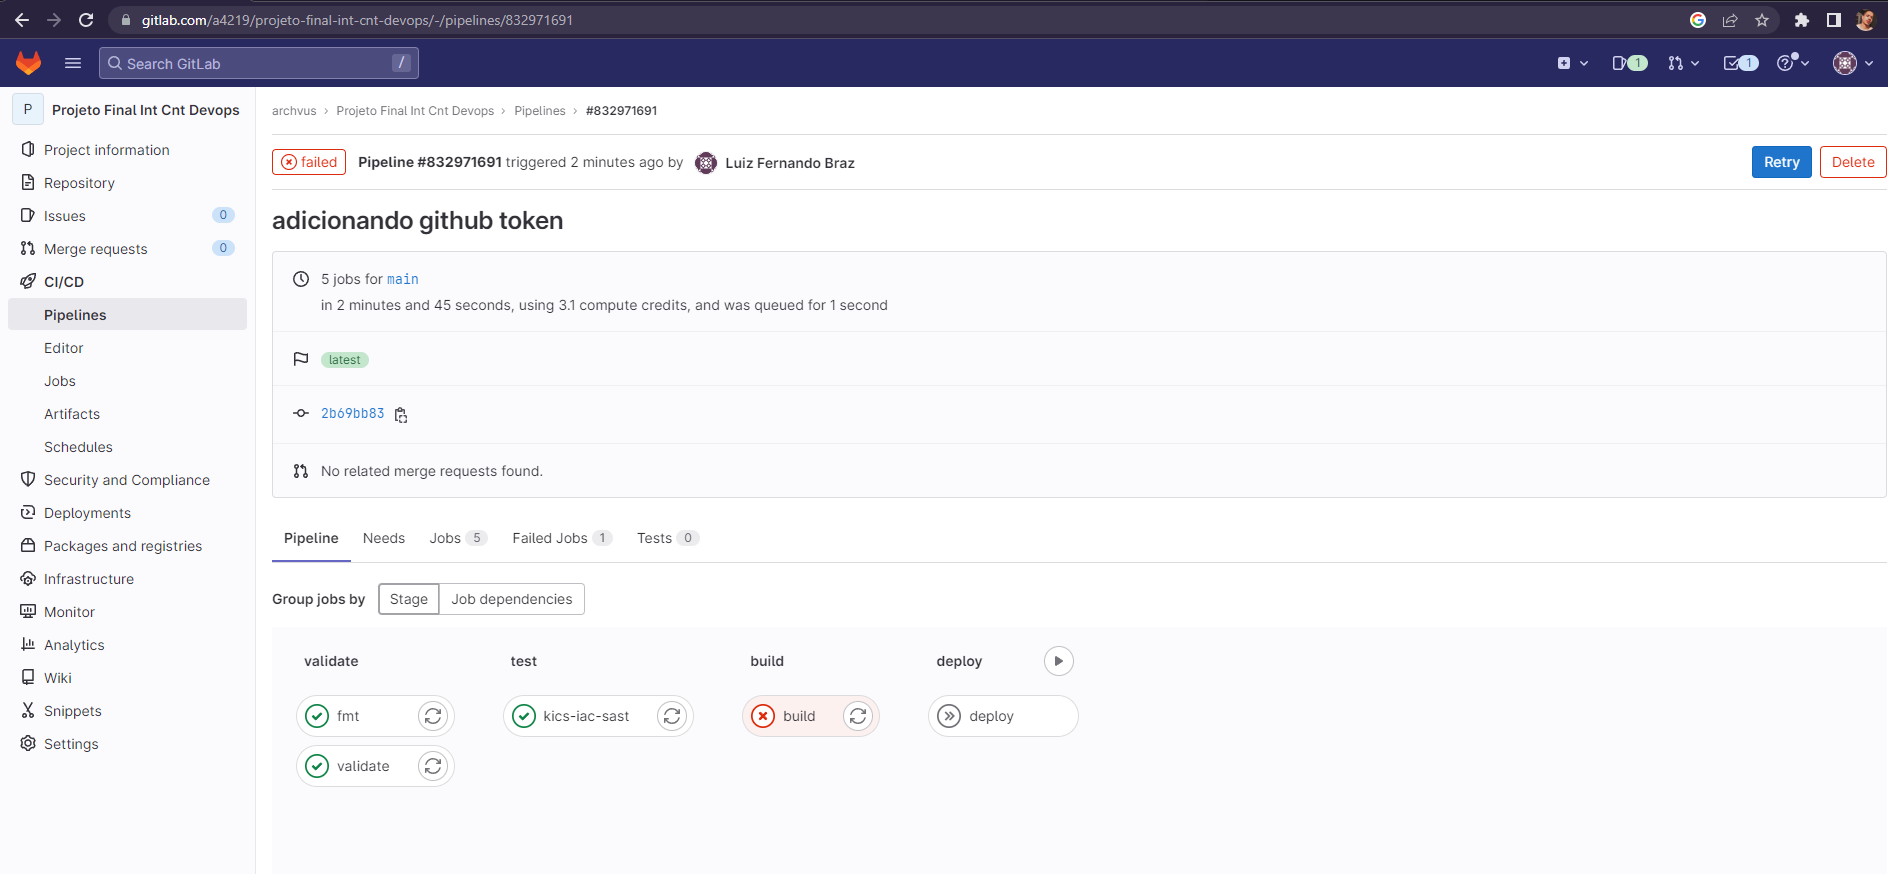 gitlab.com/a4219/projeto-final-int-cnt-devops/-/pipelines/832971691
Search GitLab /
1
1
P Projeto Final Int Cnt Devops
Project information
Repository
Issues 0
Merge requests 0
CI/CD
Pipelines
Editor
Jobs
Artifacts
Schedules
Security and Compliance
Deployments
Packages and registries
Infrastructure
Monitor
Analytics
Wiki
Snippets
Settings
archvus › Projeto Final Int Cnt Devops › Pipelines › #832971691
failed Pipeline #832971691 triggered 2 minutes ago by Luiz Fernando Braz
Retry Delete
adicionando github token
5 jobs for main
in 2 minutes and 45 seconds, using 3.1 compute credits, and was queued for 1 second
latest
2b69bb83
No related merge requests found.
Pipeline Needs Jobs 5 Failed Jobs 1 Tests 0
Group jobs by Stage Job dependencies
validate test build deploy
fmt kics-iac-sast build deploy
validate